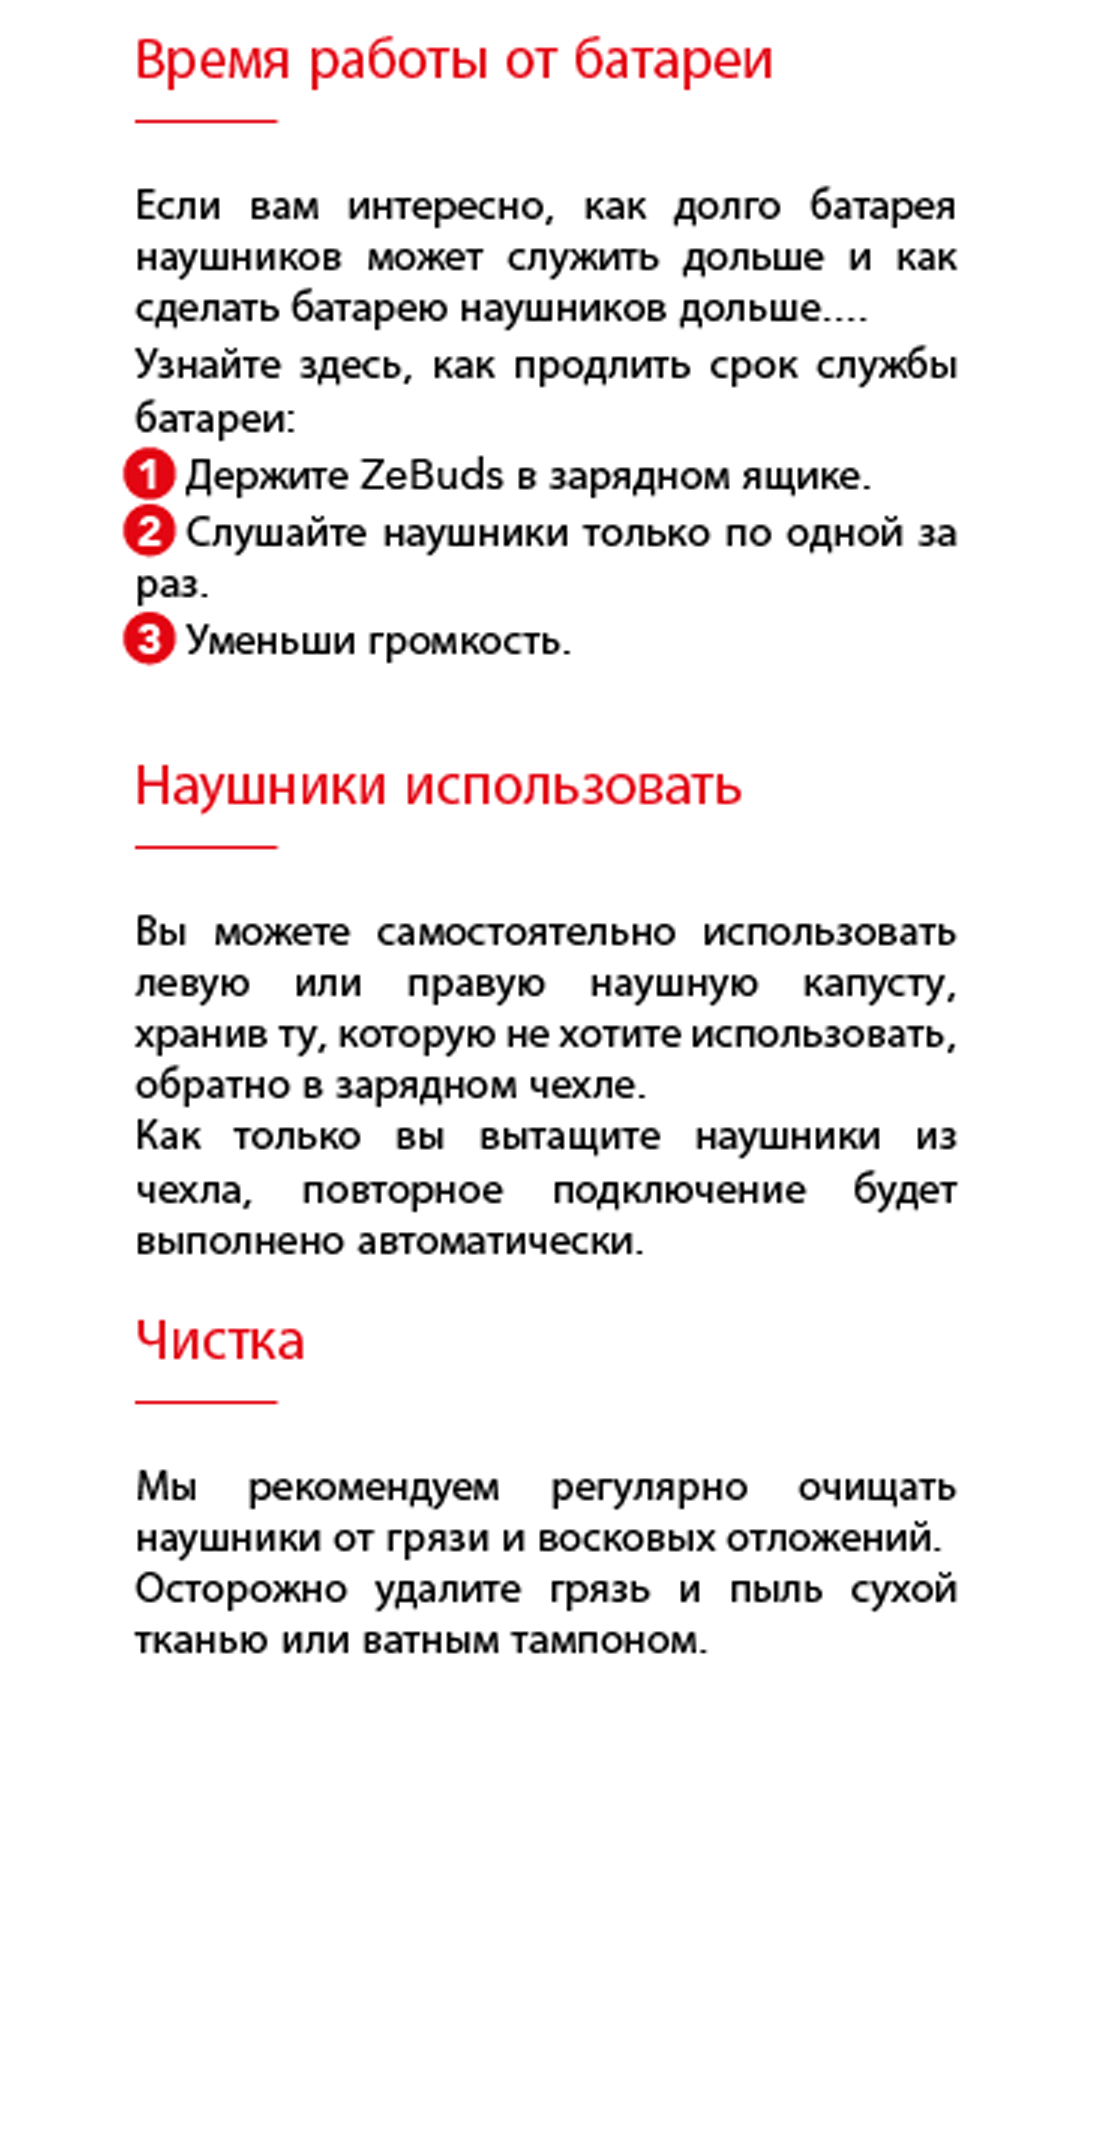 Время работы от батареи
Если вам интересно, как долго батарея
наушников может служить дольше и как
сделать батарею наушников дольше....
Узнайте здесь, как продлить срок службы
батареи:
1 Держите ZeBuds в зарядном ящике.
2 Слушайте наушники только по одной за
раз.
3 Уменьши громкость.
Наушники использовать
Вы можете самостоятельно использовать
левую или правую наушную капусту,
хранив ту, которую не хотите использовать,
обратно в зарядном чехле.
Как только вы вытащите наушники из
чехла, повторное подключение будет
выполнено автоматически.
Чистка
Мы рекомендуем регулярно очищать
наушники от грязи и восковых отложений.
Осторожно удалите грязь и пыль сухой
тканью или ватным тампоном.